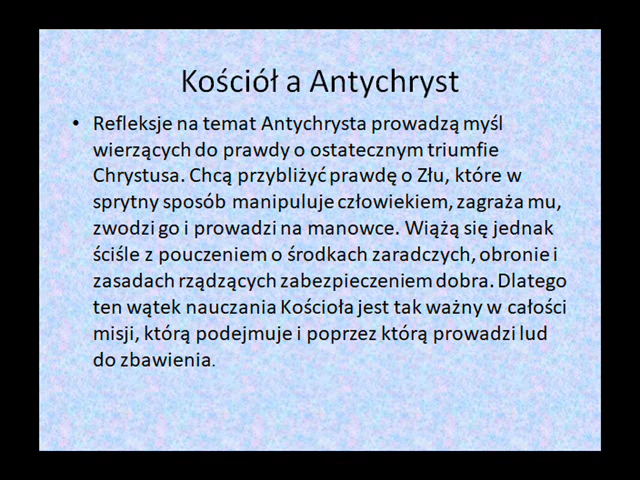 Kościół a Antychryst
• Refleksje na temat Antychrysta prowadzą myśl
wierzących do prawdy o ostatecznym triumfie
Chrystusa. Chcą przybliżyć prawdę o Złu, które w
sprytny sposób manipuluje człowiekiem, zagraża mu,
zwodzi go i prowadzi na manowce. Wiążą się jednak
ściśle z pouczeniem o środkach zaradczych, obronie i
zasadach rządzących zabezpieczeniem dobra. Dlatego
ten wątek nauczania Kościoła jest tak ważny w całości
misji, którą podejmuje i poprzez którą prowadzi lud
do zbawienia.